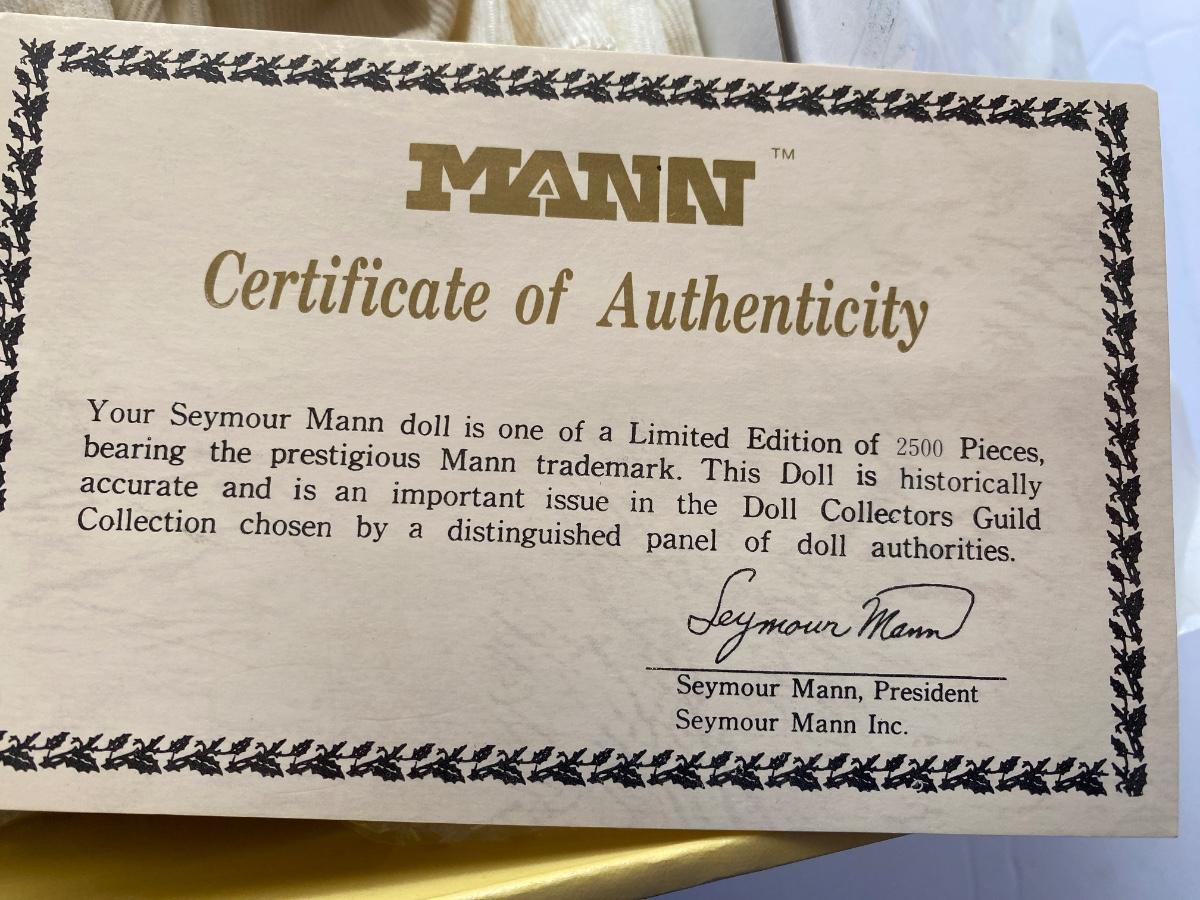 MANN ™
Certificate of Authenticity
Your Seymour Mann doll is one of a Limited Edition of 2500 Pieces,
bearing the prestigious Mann trademark. This Doll is historically
accurate and is an important issue in the Doll Collectors Guild
Collection chosen by a distinguished panel of doll authorities.
Seymour Mann
Seymour Mann, President
Seymour Mann Inc.